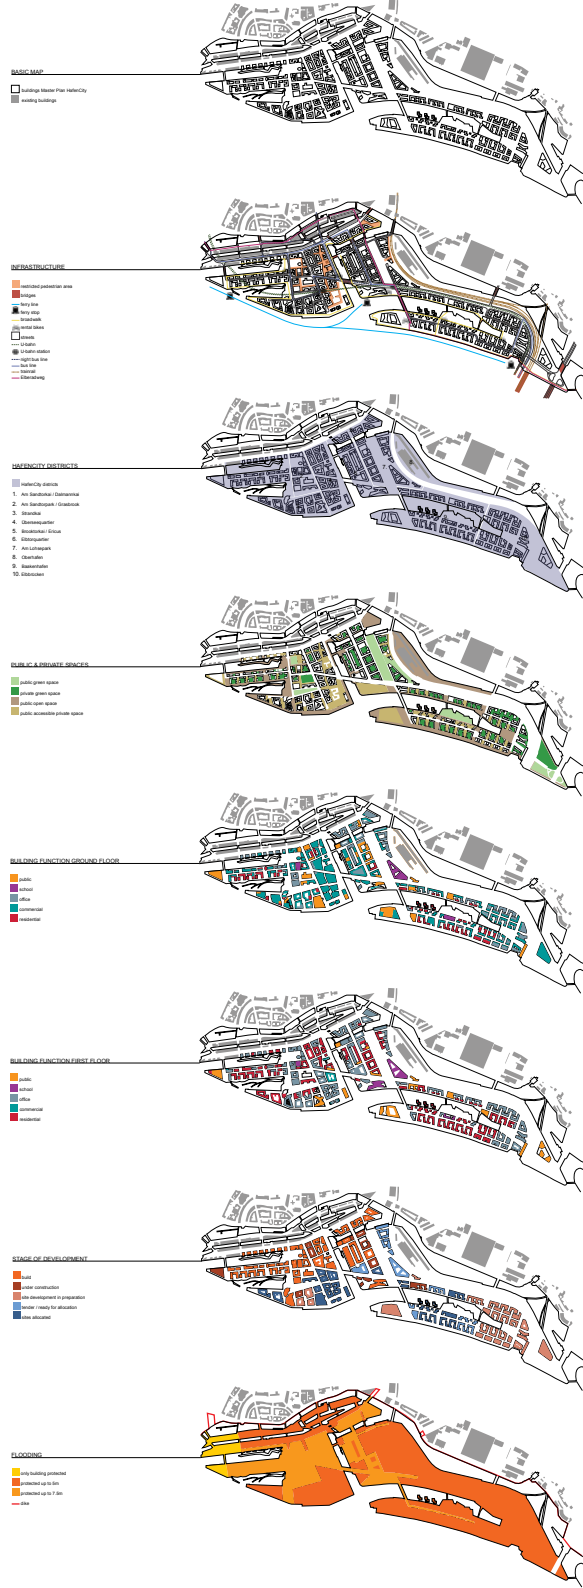 BASIC MAP
buildings Master Plan HafenCity
existing buildings
INFRASTRUCTURE
restricted pedestrian area
bridges
ferry line
ferry stop
broadwalk
rental bikes
streets
U-bahn
U-bahn station
night bus line
bus line
trainrail
Elberadweg
HAFENCITY DISTRICTS
HafenCity districts
1. Am Sandtorkai / Dalmannkai
2. Am Sandtorpark / Grasbrook
3. Strandkai
4. Überseequartier
5. Brooktorkai / Ericus
6. Elbtorquartier
7. Am Lohsepark
8. Oberhafen
9. Baakenhafen
10. Elbbrücken
7.
PUBLIC & PRIVATE SPACES
public green space
private green space
public open space
public accessible private space
BUILDING FUNCTION GROUND FLOOR
public
school
office
commercial
residential
BUILDING FUNCTION FIRST FLOOR
public
school
office
commercial
residential
STAGE OF DEVELOPMENT
build
under construction
site development in preparation
tender / ready for allocation
sites allocated
FLOODING
only building protected
protected up to 5m
protected up to 7.5m
dike